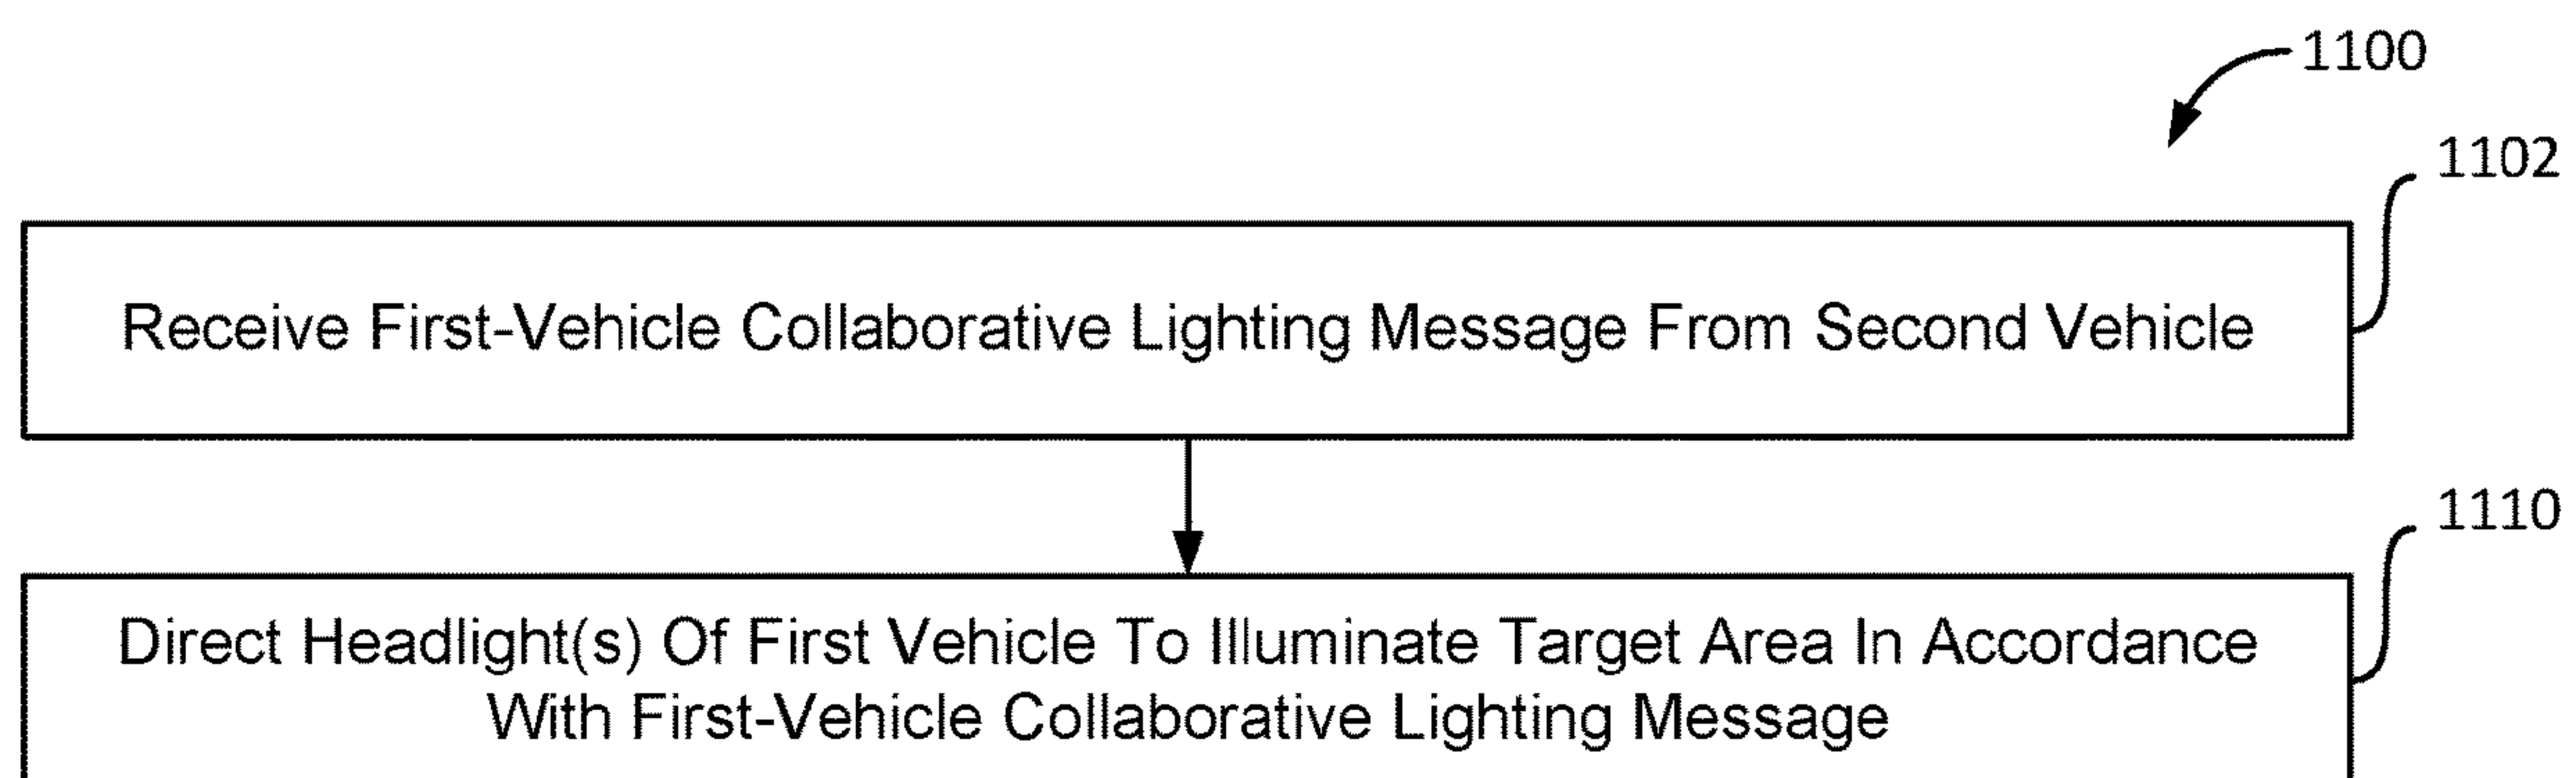 1100
1102
Receive First-Vehicle Collaborative Lighting Message From Second Vehicle
1110
Direct Headlight(s) Of First Vehicle To Illuminate Target Area In Accordance
With First-Vehicle Collaborative Lighting Message